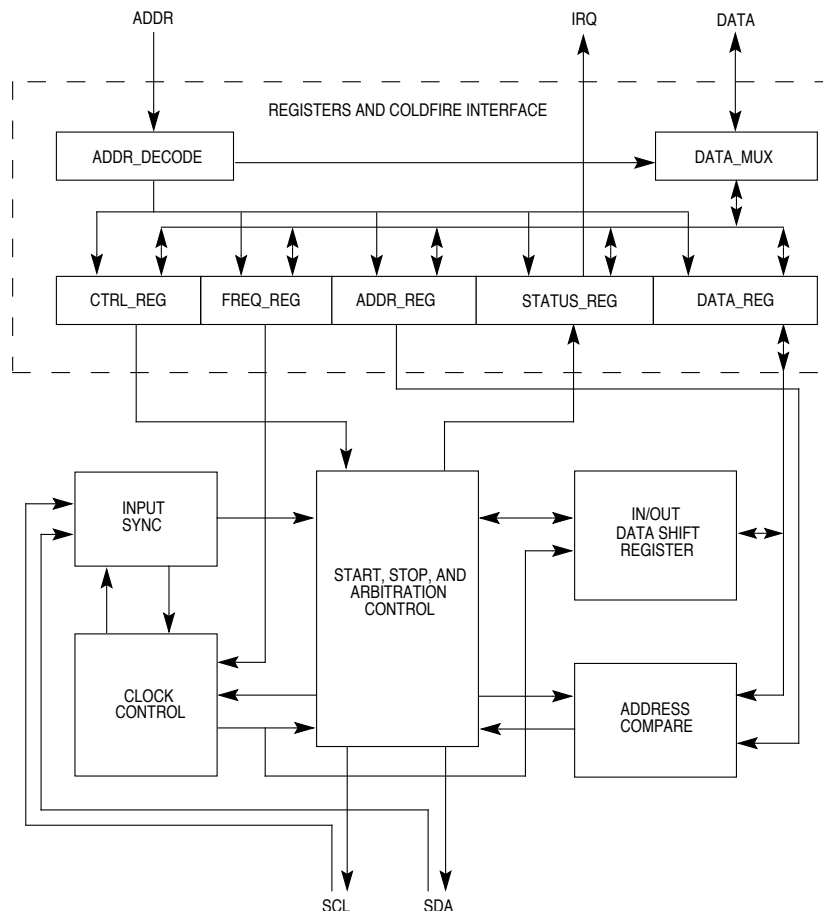 ADDR
IRQ
DATA
REGISTERS AND COLDFIRE INTERFACE
ADDR_DECODE
DATA_MUX
CTRL_REG
FREQ_REG
ADDR_REG
STATUS_REG
DATA_REG
INPUT
SYNC
START, STOP, AND
ARBITRATION
CONTROL
IN/OUT
DATA SHIFT
REGISTER
CLOCK
CONTROL
ADDRESS
COMPARE
SCL
SDA